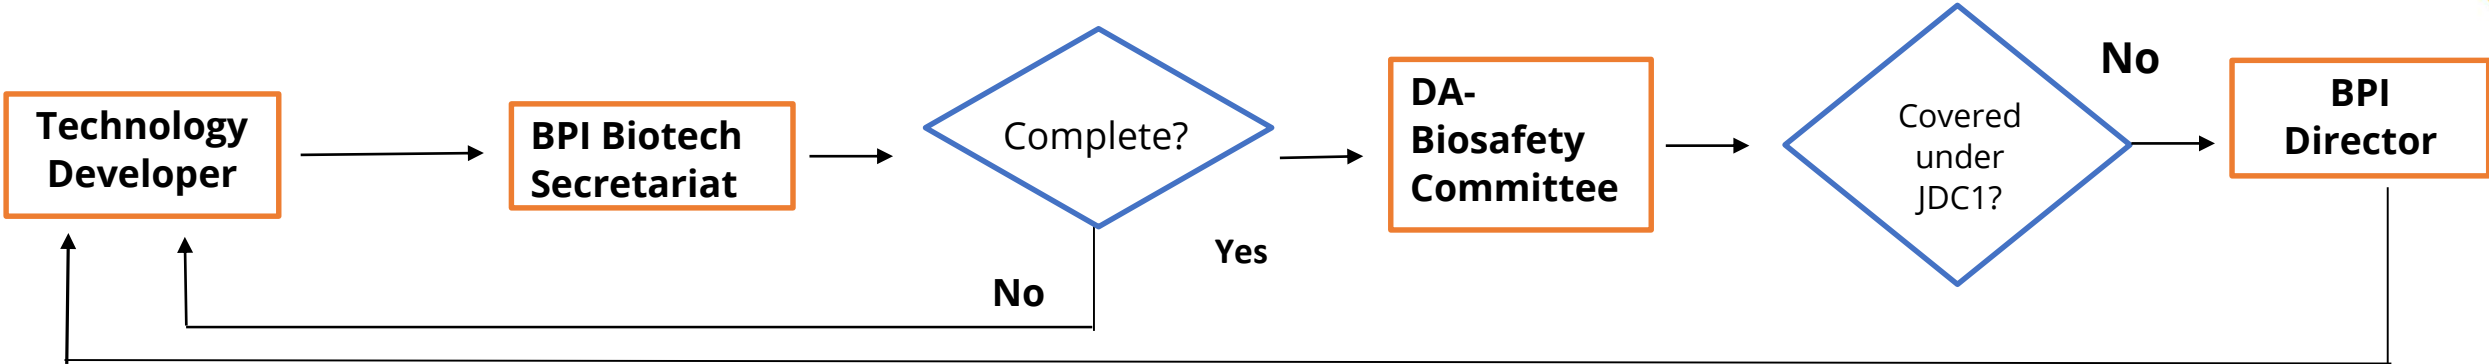 Technology
Developer
BPI Biotech
Secretariat
Complete?
No
Yes
DA-
Biosafety
Committee
Covered
under
JDC1?
No
BPI
Director